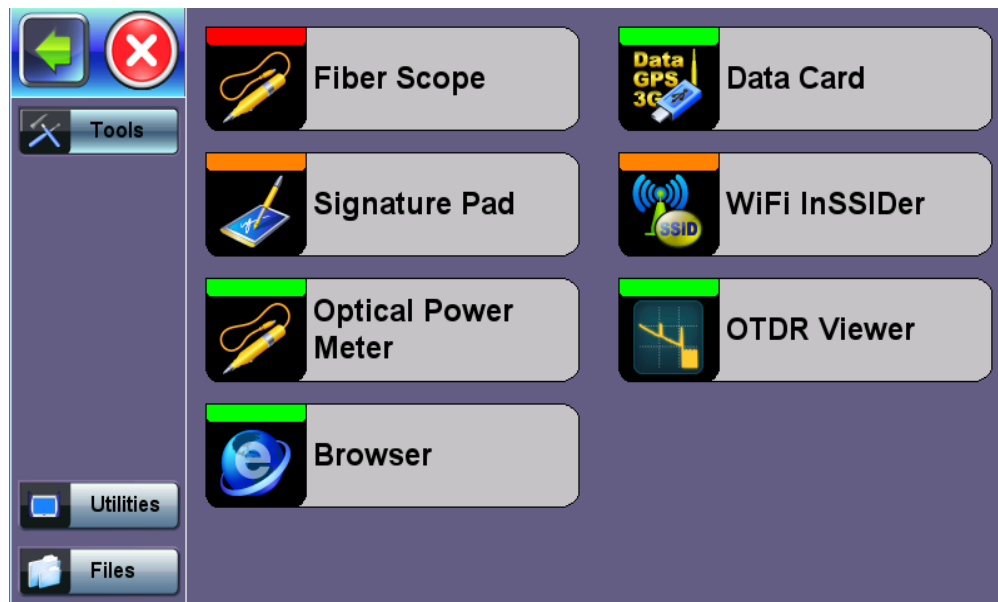 Tools
Utilities
Files
Fiber Scope
Data
GPS
3G
Data Card
Signature Pad
SSID
WiFi InSSIDer
Optical Power
Meter
OTDR Viewer
e
Browser